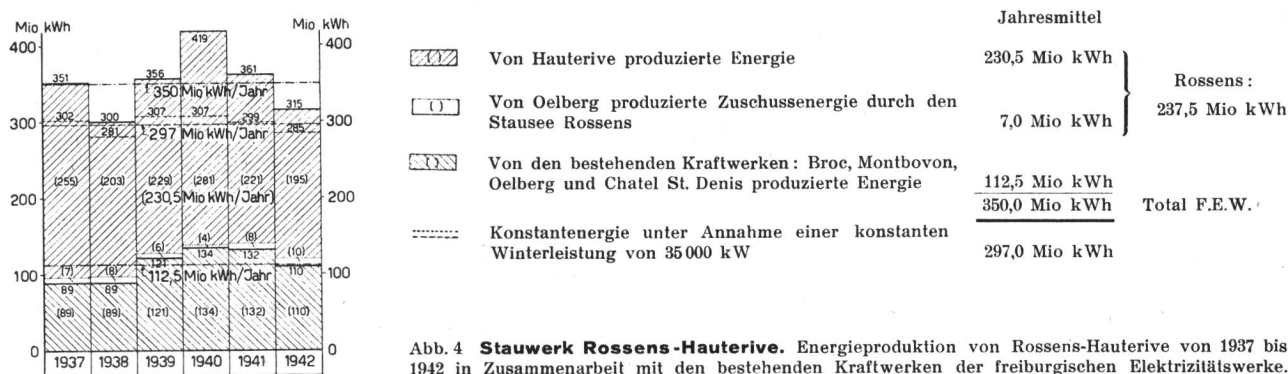 Mio kWh Mio kWh
400 400
419
351 356 361
350 Mio kWh/Jahr
315
302 300 307 307 299
300 300
281 297 Mio kWh/Jahr 285
(255) (203) (229) (281) (221) (195)
200 (230,5 Mio kWh/Jahr) 200
(6) (4) (8) (10)
121 134 132
(7) (8) 110
100 112,5 Mio kWh/Jahr 100
89 89
(89) (89) (121) (134) (132) (110)
0 0
1937 1938 1939 1940 1941 1942
Jahresmittel
( ) Von Hauterive produzierte Energie 230,5 Mio kWh
Rossens:
237,5 Mio kWh
( ) Von Oelberg produzierte Zuschussenergie durch den
Stausee Rossens 7,0 Mio kWh
( ) Von den bestehenden Kraftwerken: Broc, Montbovon,
Oelberg und Chatel St. Denis produzierte Energie 112,5 Mio kWh
350,0 Mio kWh Total F.E.W.
Konstantenergie unter Annahme einer konstanten
Winterleistung von 35 000 kW 297,0 Mio kWh
Abb. 4 Stauwerk Rossens-Hauterive. Energieproduktion von Rossens-Hauterive von 1937 bis
1942 in Zusammenarbeit mit den bestehenden Kraftwerken der freiburgischen Elektrizitätswerke.